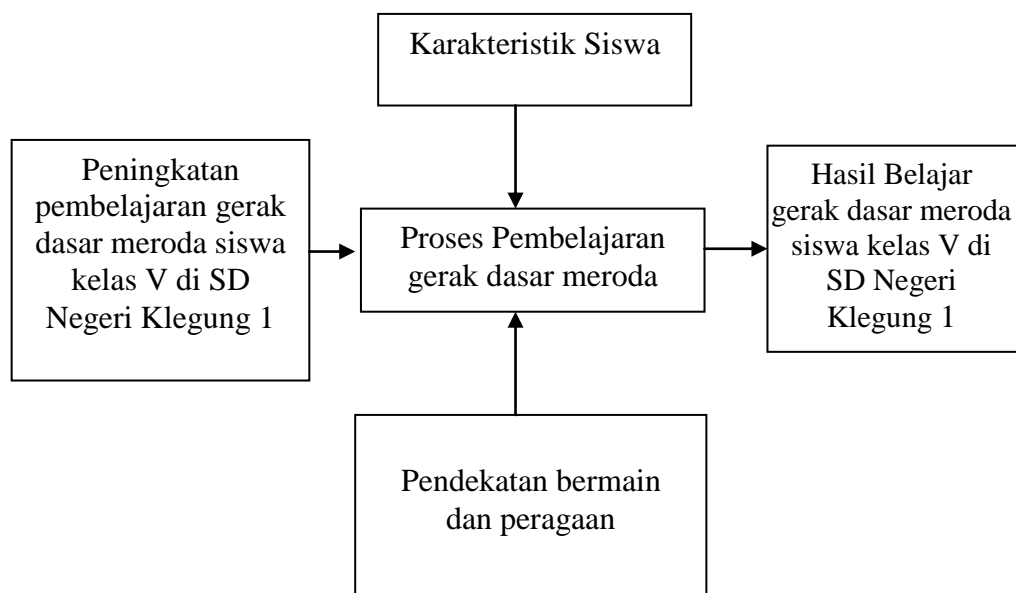 Karakteristik Siswa
Peningkatan
pembelajaran gerak
dasar meroda siswa
kelas V di SD
Negeri Klegung 1
Proses Pembelajaran
gerak dasar meroda
Hasil Belajar
gerak dasar meroda
siswa kelas V di
SD Negeri
Klegung 1
Pendekatan bermain
dan peragaan